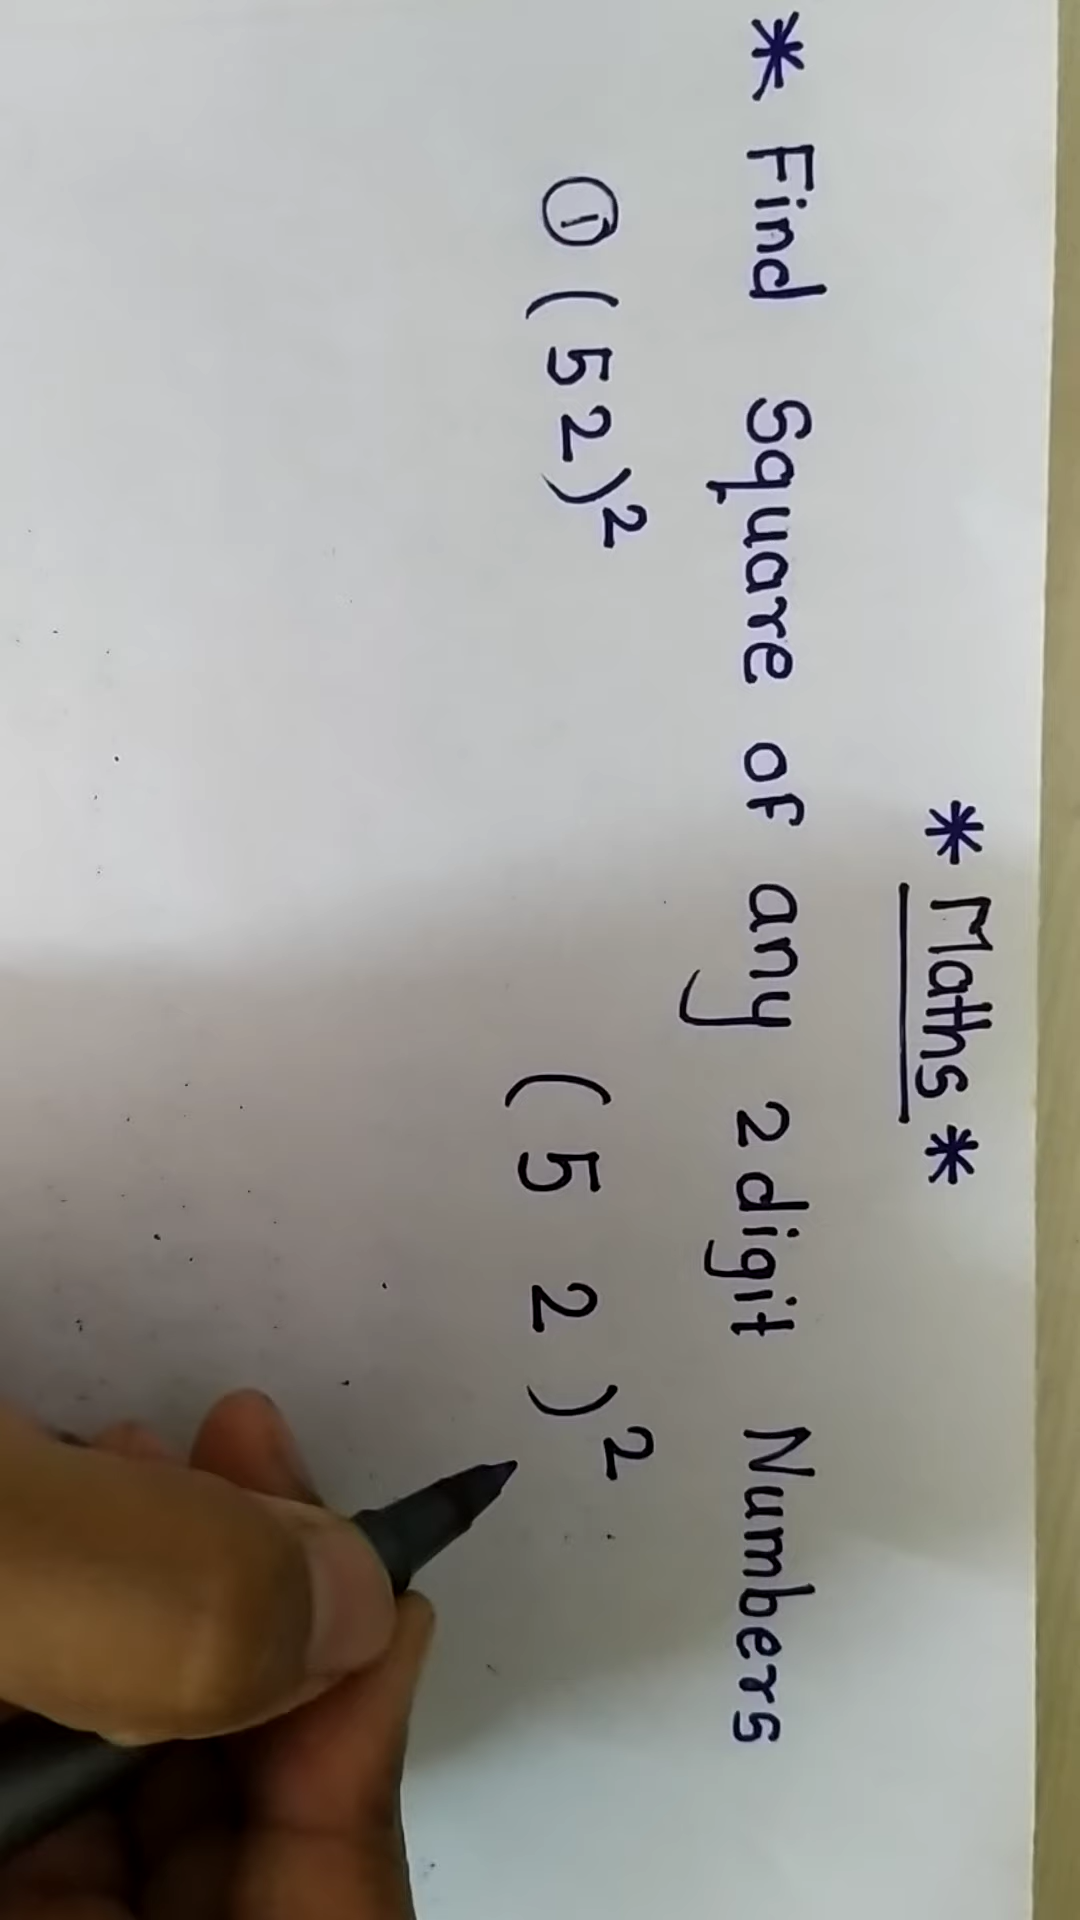 * Maths *
* Find Square of any 2 digit Numbers
① (52)² (5 2)²